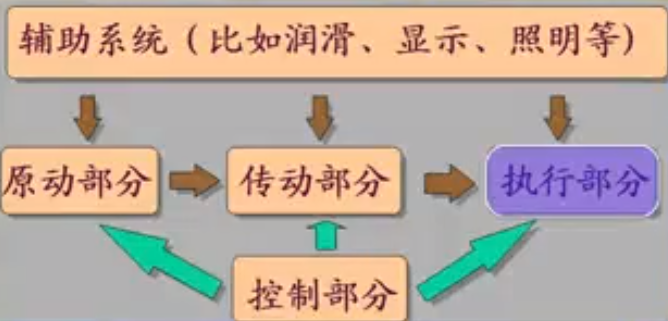 辅助系统（比如润滑、显示、照明等）
原动部分
传动部分
执行部分
控制部分